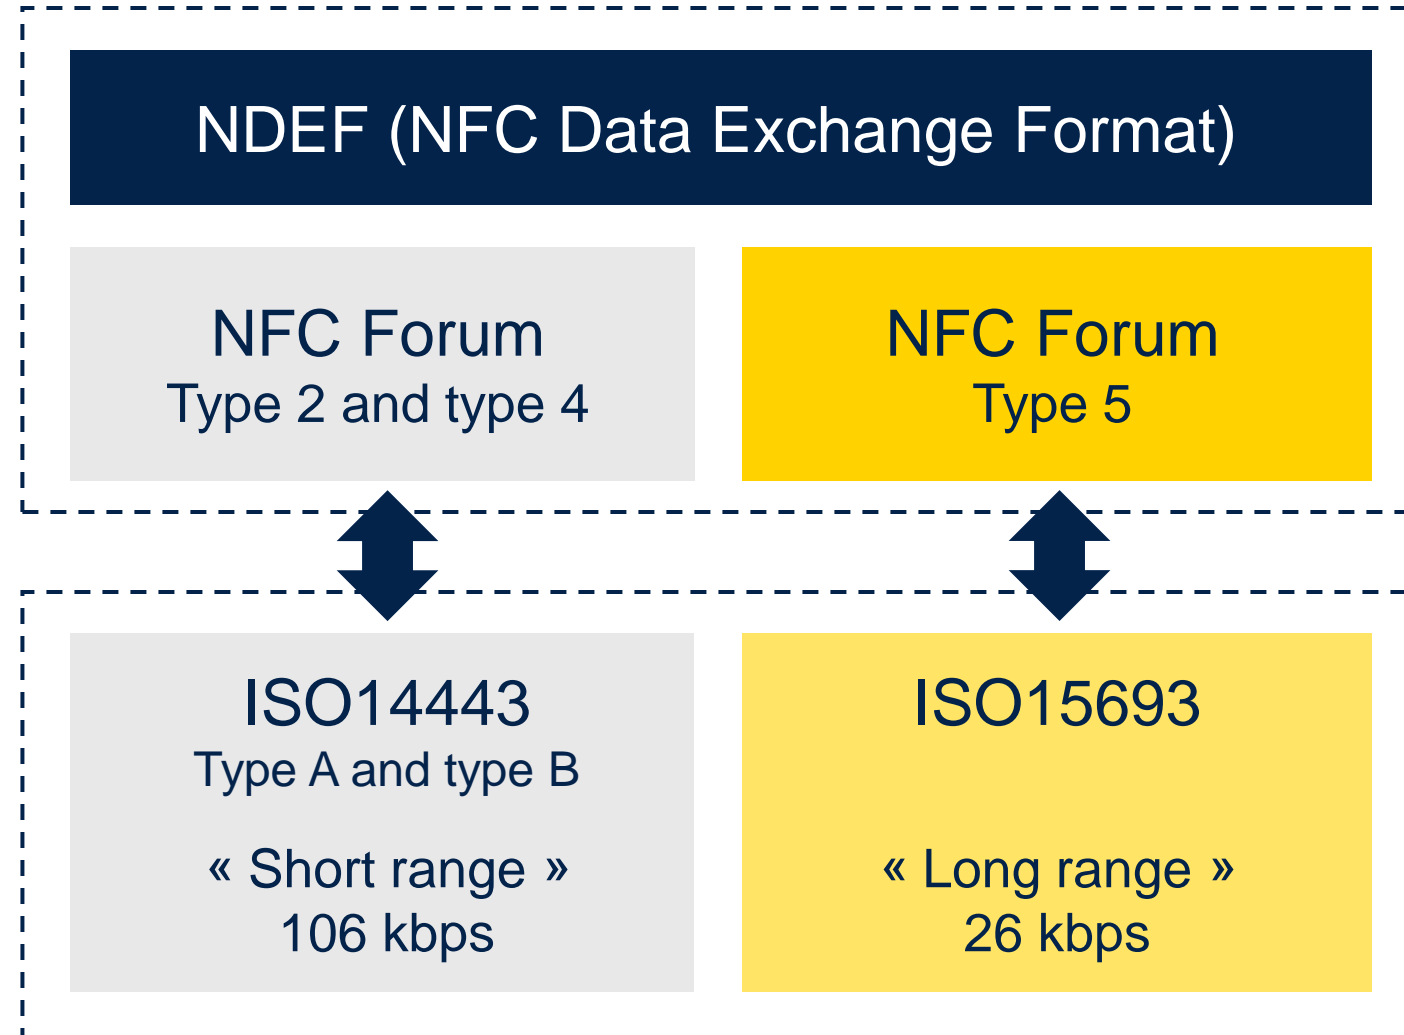 NDEF (NFC Data Exchange Format)
NFC Forum
Type 2 and type 4
NFC Forum
Type 5
ISO14443
Type A and type B
« Short range »
106 kbps
ISO15693
« Long range »
26 kbps